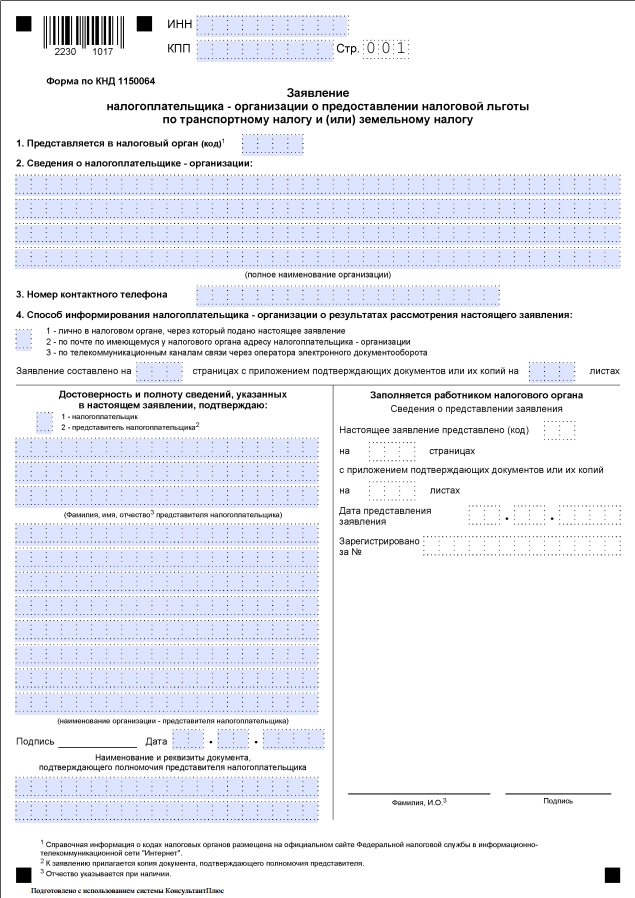 ИНН
КПП Стр. 001
2230 1017
Форма по КНД 1150064
Заявление
налогоплательщика - организации о предоставлении налоговой льготы
по транспортному налогу и (или) земельному налогу
1. Представляется в налоговый орган (код)1
2. Сведения о налогоплательщике - организации:
(полное наименование организации)
3. Номер контактного телефона
4. Способ информирования налогоплательщика - организации о результатах рассмотрения настоящего заявления:
1 - лично в налоговом органе, через который подано настоящее заявление
2 - по почте по имеющемуся у налогового органа адресу налогоплательщика - организации
3 - по телекоммуникационным каналам связи через оператора электронного документооборота
Заявление составлено на страницах с приложением подтверждающих документов или их копий на листах
Достоверность и полноту сведений, указанных
в настоящем заявлении, подтверждаю:
1 - налогоплательщик
2 - представитель налогоплательщика2
(Фамилия, имя, отчество3 представителя налогоплательщика)
(наименование организации - представителя налогоплательщика)
Подпись Дата . .
Наименование и реквизиты документа,
подтверждающего полномочия представителя налогоплательщика
Заполняется работником налогового органа
Сведения о представлении заявления
Настоящее заявление представлено (код)
на страницах
с приложением подтверждающих документов или их копий
на листах
Дата представления
заявления . .
Зарегистрировано
за №
Фамилия, И.О.3 Подпись
1 Справочная информация о кодах налоговых органов размещена на официальном сайте Федеральной налоговой службы в информационно-
телекоммуникационной сети "Интернет".
2 К заявлению прилагается копия документа, подтверждающего полномочия представителя.
3 Отчество указывается при наличии.
Подготовлено с использованием системы КонсультантПлюс